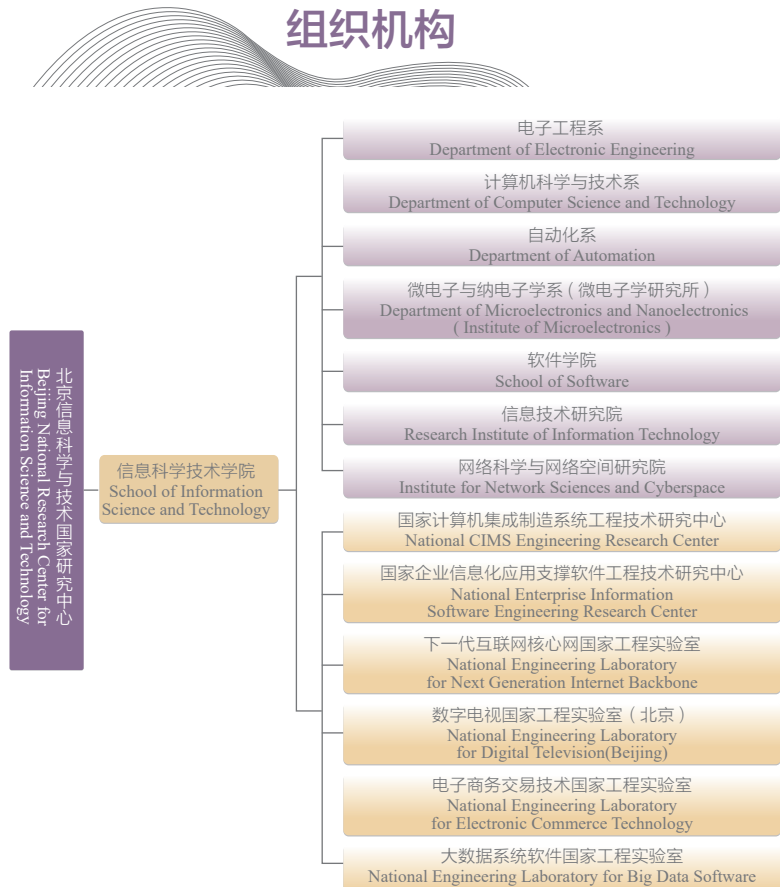 组织机构
北京信息科学与技术国家研究中心
Beijing National Research Center for
Information Science and Technology
信息科学技术学院
School of Information
Science and Technology
电子工程系
Department of Electronic Engineering
计算机科学与技术系
Department of Computer Science and Technology
自动化系
Department of Automation
微电子与纳电子学系（微电子学研究所）
Department of Microelectronics and Nanoelectronics
( Institute of Microelectronics )
软件学院
School of Software
信息技术研究院
Research Institute of Information Technology
网络科学与网络空间研究院
Institute for Network Sciences and Cyberspace
国家计算机集成制造系统工程技术研究中心
National CIMS Engineering Research Center
国家企业信息化应用支撑软件工程技术研究中心
National Enterprise Information
Software Engineering Research Center
下一代互联网核心网国家工程实验室
National Engineering Laboratory
for Next Generation Internet Backbone
数字电视国家工程实验室（北京）
National Engineering Laboratory
for Digital Television(Beijing)
电子商务交易技术国家工程实验室
National Engineering Laboratory
for Electronic Commerce Technology
大数据系统软件国家工程实验室
National Engineering Laboratory for Big Data Software